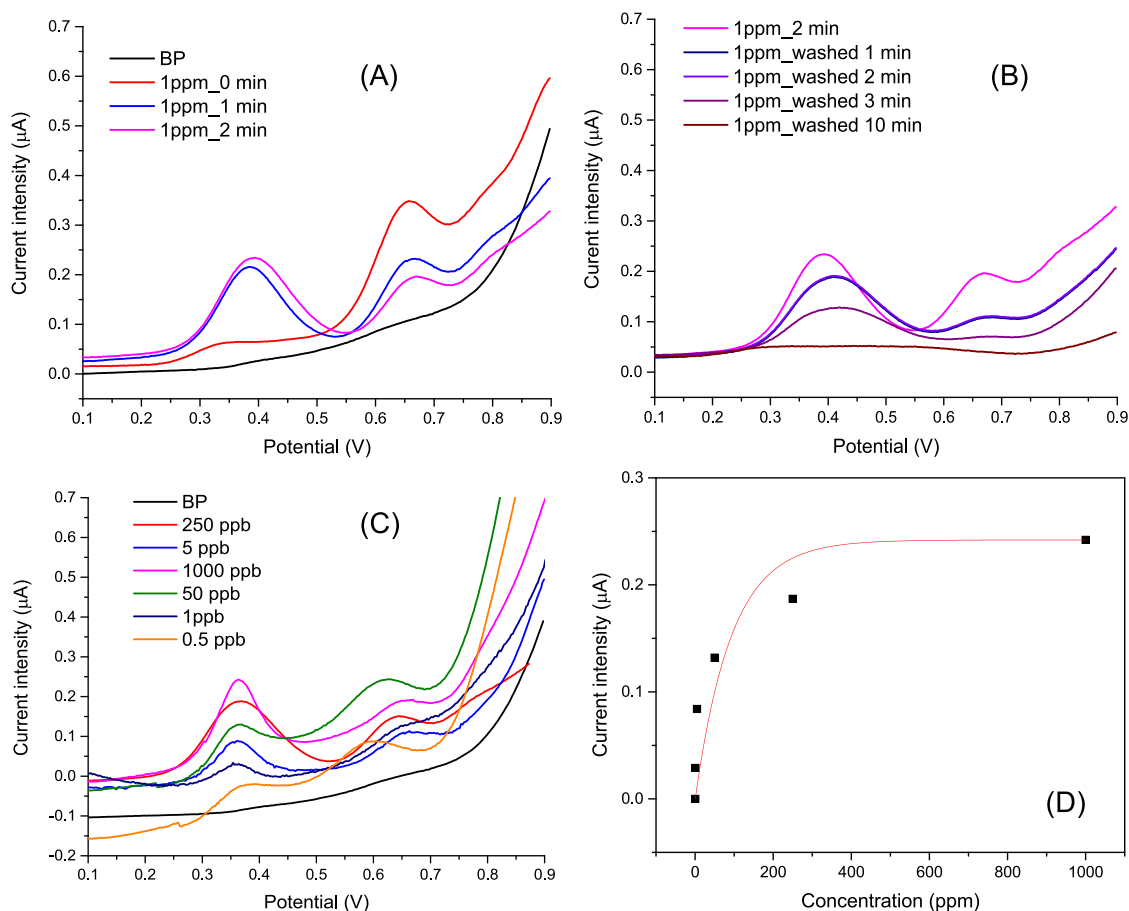 0.7
0.6
0.5
0.4
0.3
0.2
0.1
0.0
Current intensity (µA)
BP
1ppm_0 min
1ppm_1 min
1ppm_2 min
(A)
0.1 0.2 0.3 0.4 0.5 0.6 0.7 0.8 0.9
Potential (V)
0.7
0.6
0.5
0.4
0.3
0.2
0.1
0.0
Current intensity (µA)
1ppm_2 min
1ppm_washed 1 min
1ppm_washed 2 min
1ppm_washed 3 min
1ppm_washed 10 min
(B)
0.1 0.2 0.3 0.4 0.5 0.6 0.7 0.8 0.9
Potential (V)
0.7
0.6
0.5
0.4
0.3
0.2
0.1
0.0
-0.1
-0.2
Current intensity (µA)
BP
250 ppb
5 ppb
1000 ppb
50 ppb
1ppb
0.5 ppb
(C)
0.1 0.2 0.3 0.4 0.5 0.6 0.7 0.8 0.9
Potential (V)
0.3
0.2
0.1
0.0
Current intensity (µA)
(D)
0 200 400 600 800 1000
Concentration (ppm)